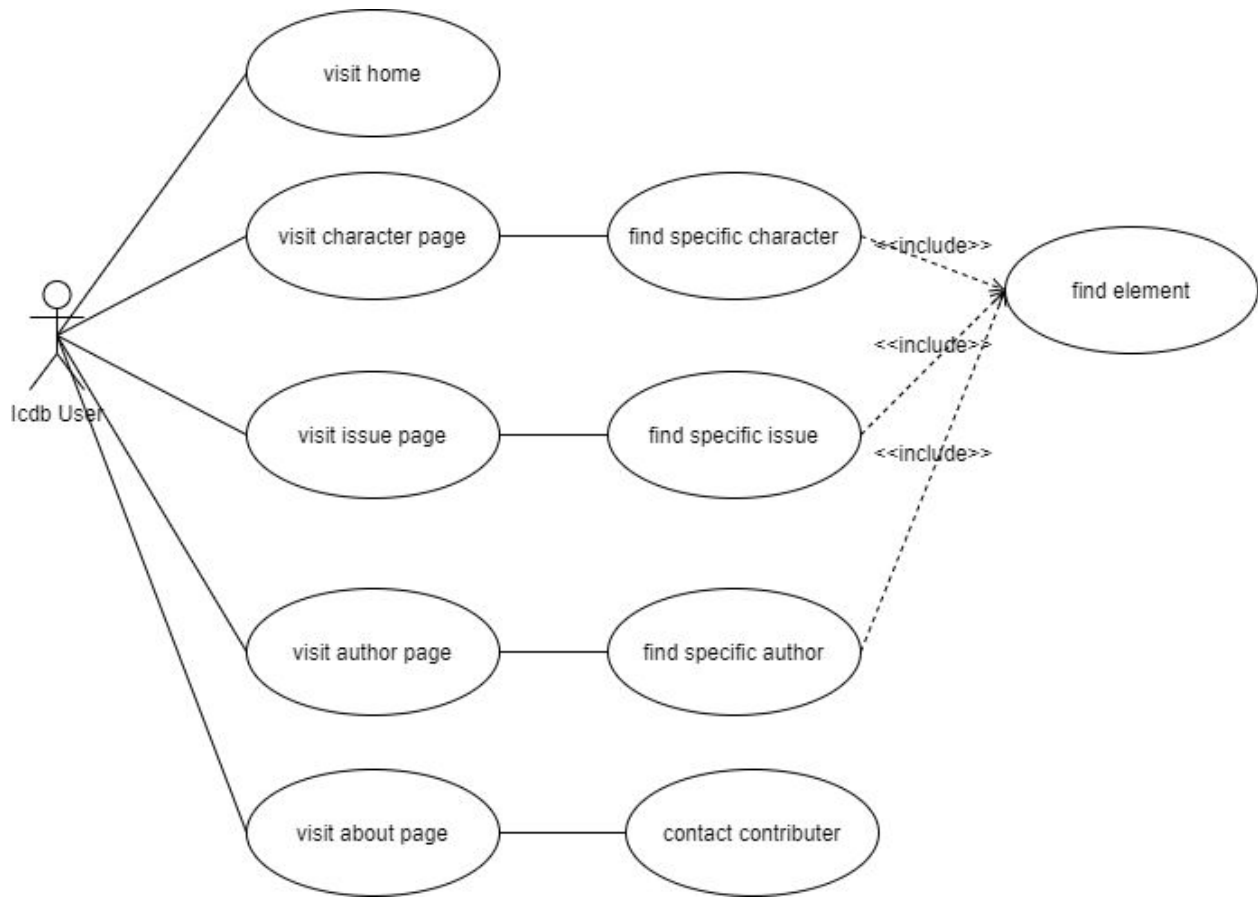 visit home
visit character page
find specific character
<<include>>
find element
<<include>>
Icdb User
visit issue page
find specific issue
<<include>>
visit author page
find specific author
visit about page
contact contributer